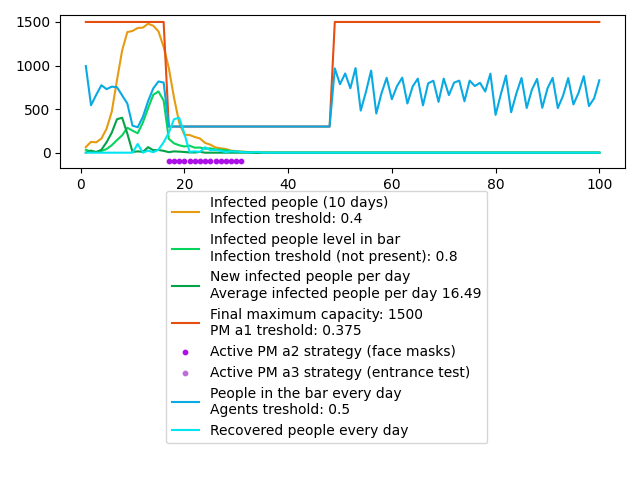 1500
1000
500
0
0
20
40
60
80
100
Infected people (10 days)
Infection treshold: 0.4
Infected people level in bar
Infection treshold (not present): 0.8
New infected people per day
Average infected people per day 16.49
Final maximum capacity: 1500
PM a1 treshold: 0.375
Active PM a2 strategy (face masks)
Active PM a3 strategy (entrance test)
People in the bar every day
Agents treshold: 0.5
Recovered people every day